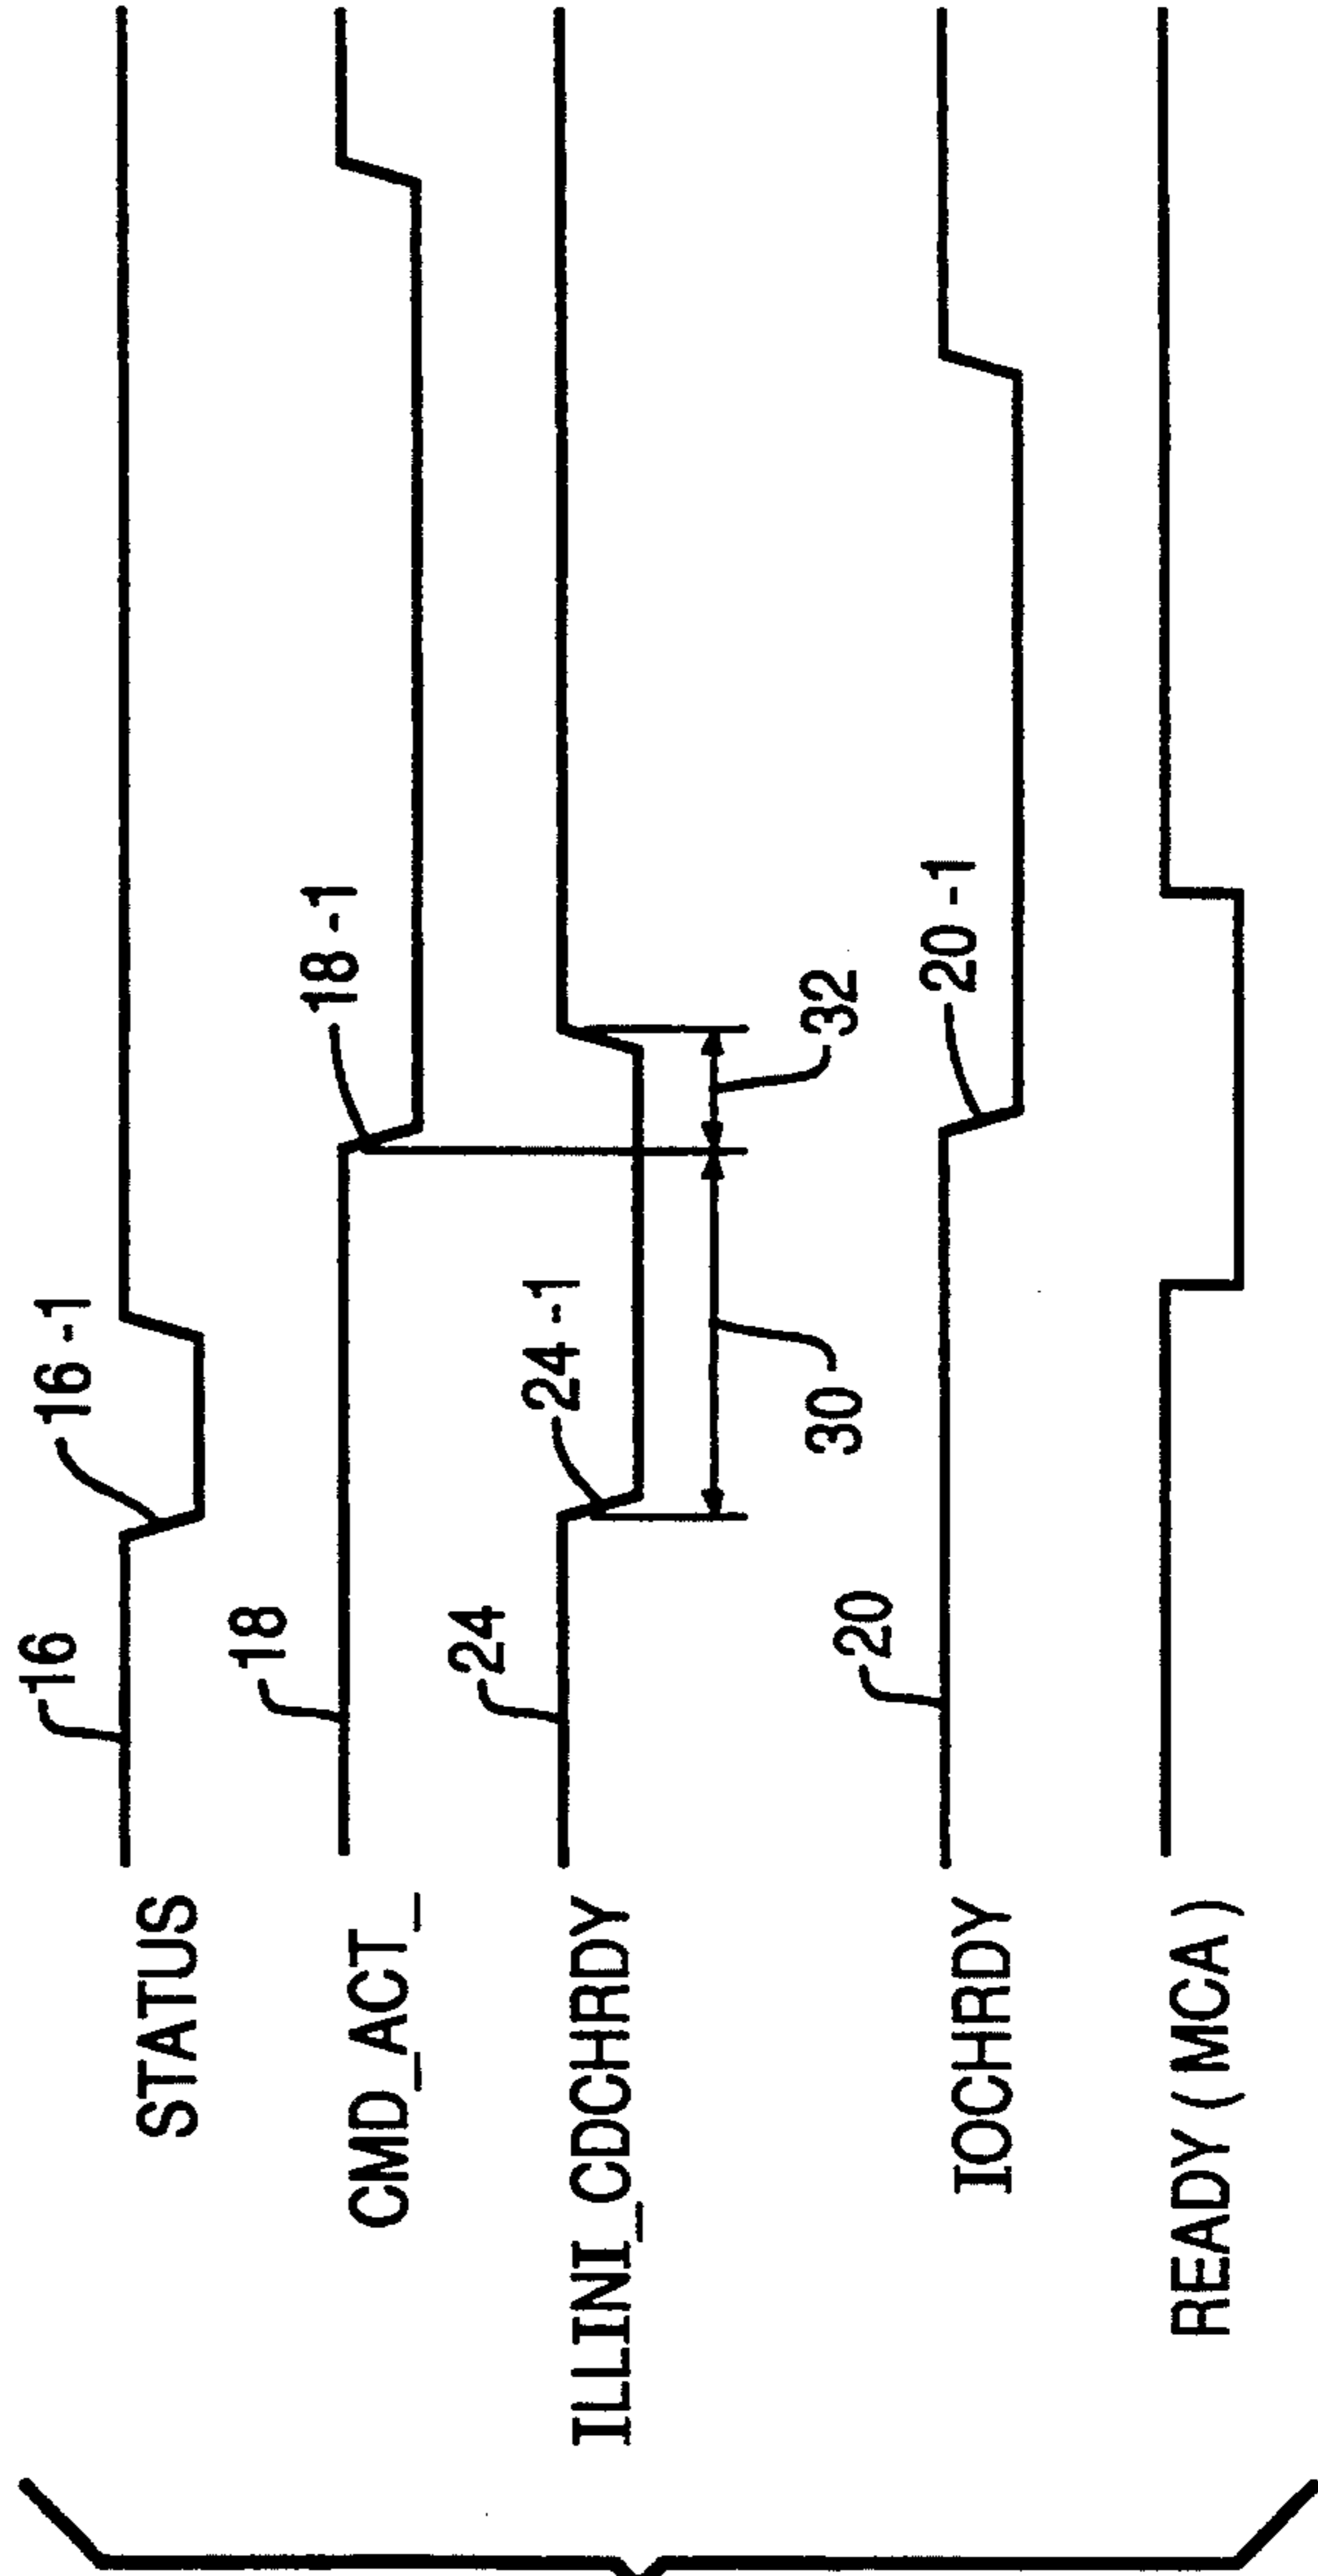 16
16-1
STATUS
18
18-1
CMD_ACT_
24
24-1
ILLINI_CDCHRDY
30
32
20
20-1
IOCHRDY
READY (MCA)